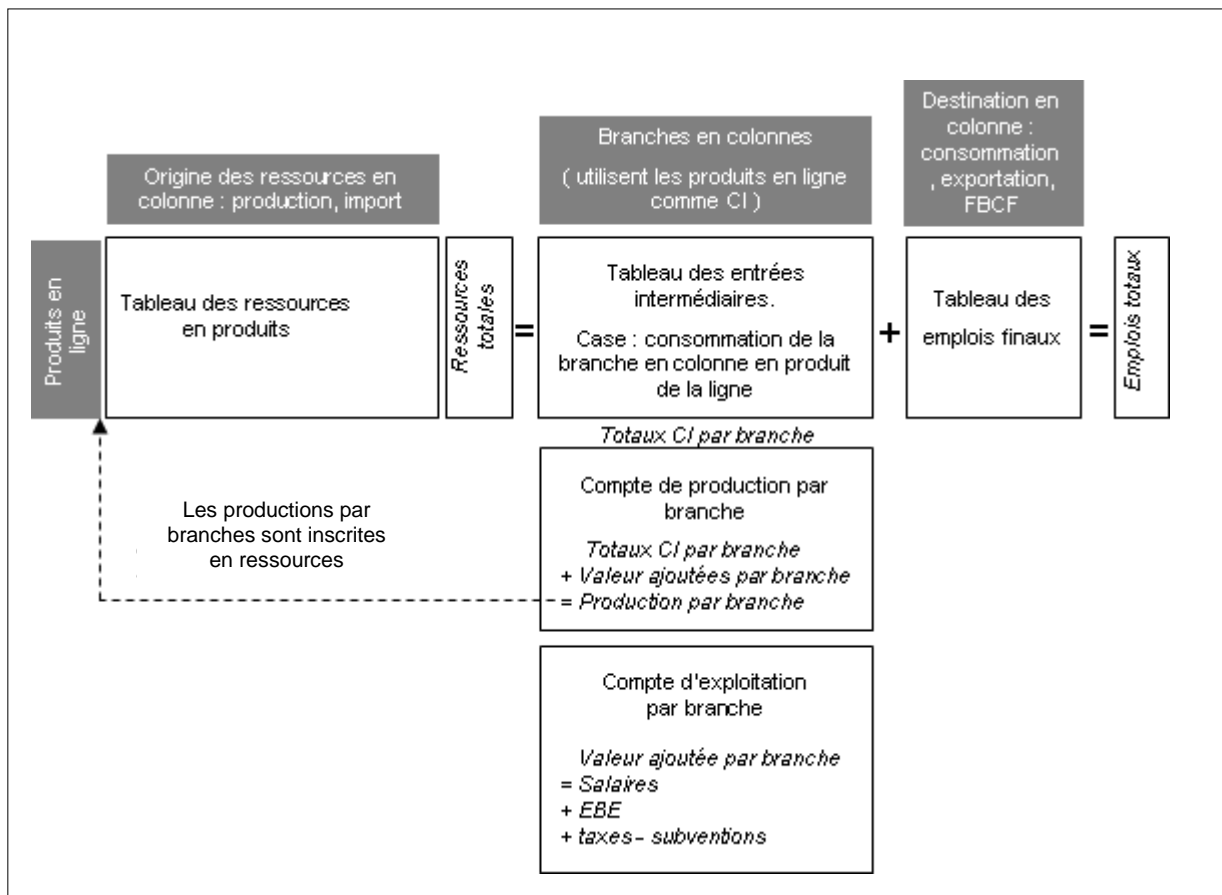 Origine des ressources en
colonne : production, import
Branches en colonnes
( utilisent les produits en ligne
comme CI )
Destination en
colonne :
consommation
, exportation,
FBCF
Produits en
ligne
Tableau des ressources
en produits
Ressources
totales
=
Tableau des entrées
intermédiaires.
Case : consommation de la
branche en colonne en produit
de la ligne
+
Tableau des
emplois finaux
=
Emplois totaux
Totaux CI par branche
Compte de production par
branche
Totaux CI par branche
+ Valeur ajoutées par branche
= Production par branche
Les productions par
branches sont inscrites
en ressources
Compte d'exploitation
par branche
Valeur ajoutée par branche
= Salaires
+ EBE
+ taxes- subventions